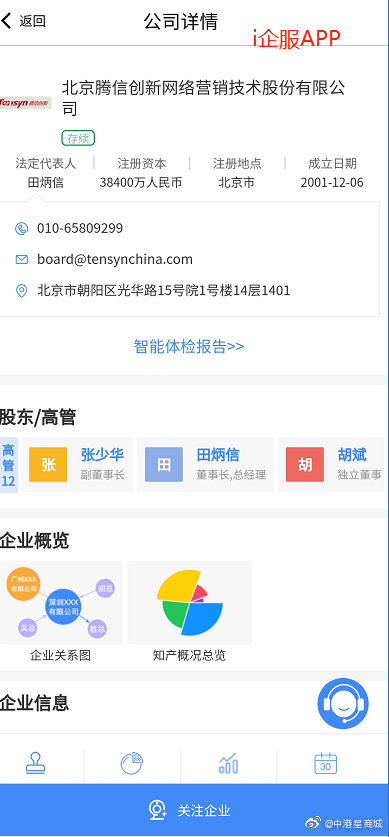 返回
公司详情
i企服APP
Tensyn 腾信创新
北京腾信创新网络营销技术股份有限公
司
存续
法定代表人 注册资本 注册地点 成立日期
田炳信 38400万人民币 北京市 2001-12-06
010-65809299
board@tensynchina.com
北京市朝阳区光华路15号院1号楼14层1401
智能体检报告>>
股东/高管
高
管
12
张 张少华
副董事长
田 田炳信
董事长,总经理
胡 胡斌
独立董事
企业概览
广州XXX
有限公司
胡总
深圳XXX
有限公司
吴总
胜总
企业关系图
知产概况总览
企业信息
30
关注企业
@中港星商城